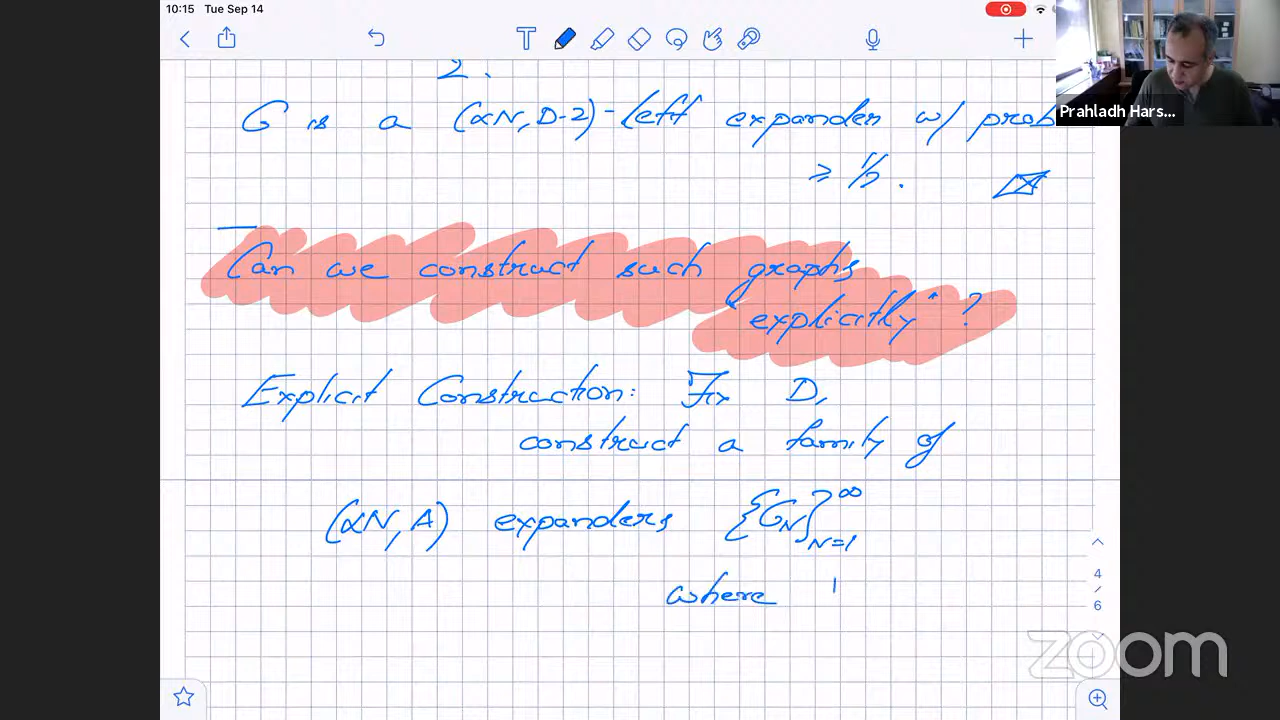 10:15 Tue Sep 14
T
2.
G is a (αN, D-2)-left expander w/ prob
≥ 1/2.
Prahladh Hars...
Can we construct such graphs
explicitly* ?
Explicit Construction: Fix D,
construct a family of
(αN, A) expanders {G_N}_{N=1}^∞
where
4
/
6
zoom